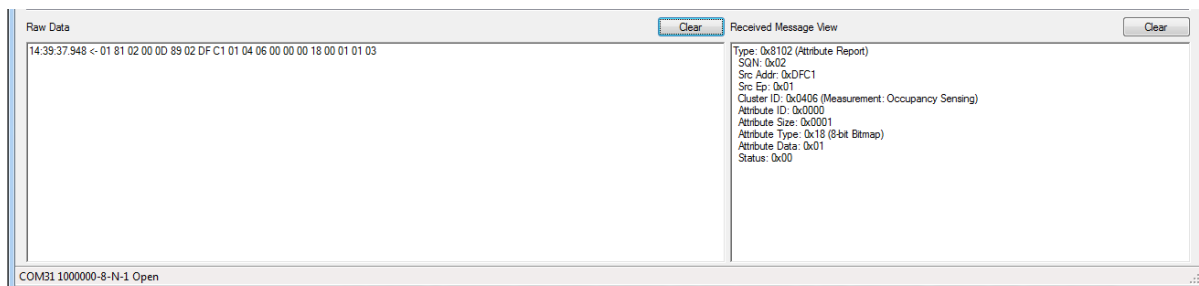 Raw Data
Clear
14:39:37.948 <- 01 81 02 00 0D 89 02 DF C1 01 04 06 00 00 00 18 00 01 01 03
Received Message View
Clear
Type: 0x8102 (Attribute Report)
SQN: 0x02
Src Addr: 0xDFC1
Src Ep: 0x01
Cluster ID: 0x0406 (Measurement: Occupancy Sensing)
Attribute ID: 0x0000
Attribute Size: 0x0001
Attribute Type: 0x18 (8-bit Bitmap)
Attribute Data: 0x01
Status: 0x00
COM31 1000000-8-N-1 Open